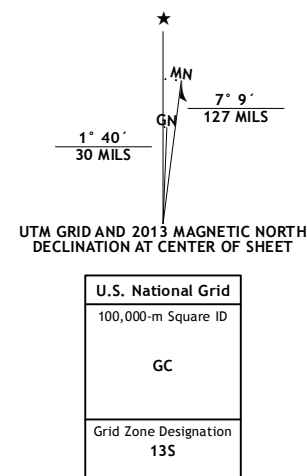 ★
MN
7° 9´
127 MILS
GN
1° 40´
30 MILS
UTM GRID AND 2013 MAGNETIC NORTH
DECLINATION AT CENTER OF SHEET
U.S. National Grid
100,000-m Square ID
GC
Grid Zone Designation
13S